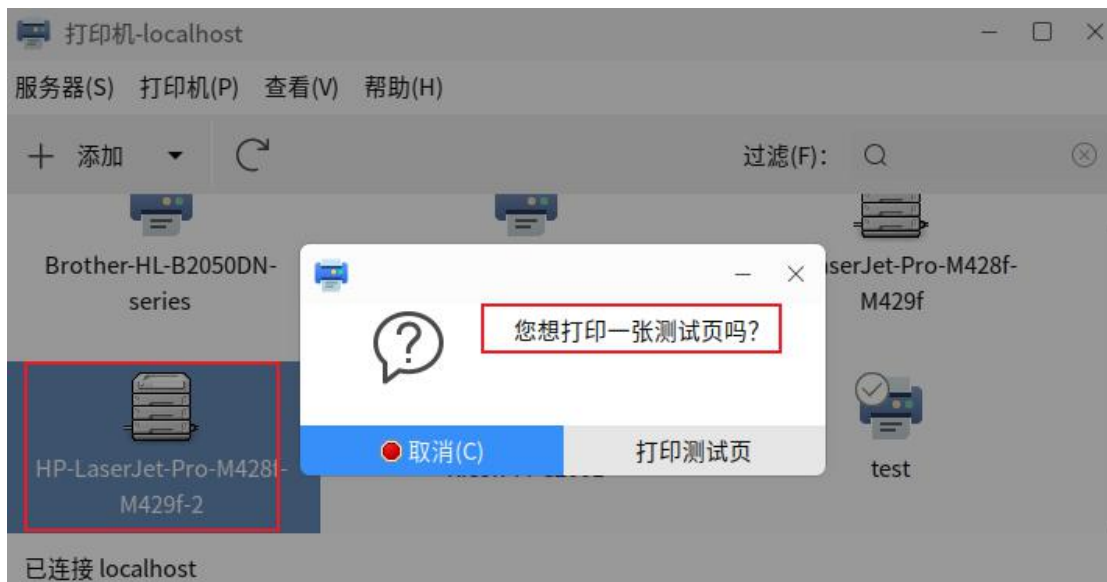 打印机-localhost
服务器(S) 打印机(P) 查看(V) 帮助(H)
添加
过滤(F):
Brother-HL-B2050DN-
series
serJet-Pro-M428f-
M429f
您想打印一张测试页吗?
取消(C)
打印测试页
HP-LaserJet-Pro-M428f-
M429f-2
test
已连接 localhost